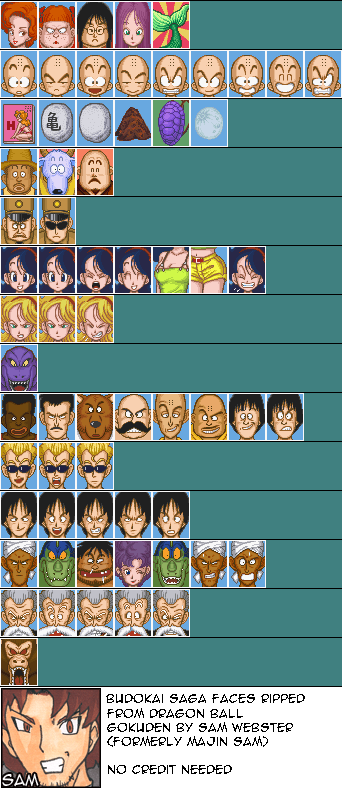 H
亀
BUDOKAI SAGA FACES RIPPED
FROM DRAGON BALL
GOKUDEN BY SAM WEBSTER
(FORMERLY MAJIN SAM)
NO CREDIT NEEDED
SAM